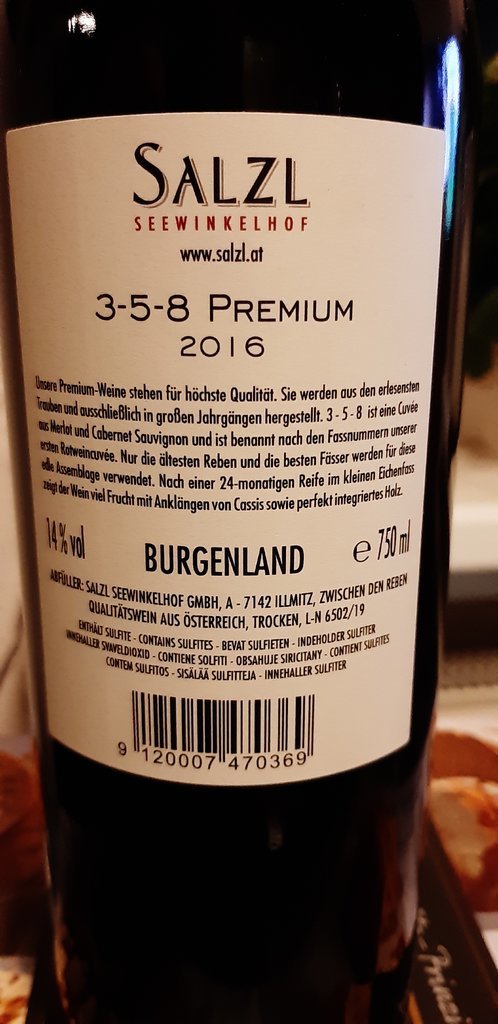 SALZL
SEEWINKELHOF
www.salzl.at
3-5-8 PREMIUM
2016
Unsere Premium-Weine stehen für höchste Qualität. Sie werden aus den erlesensten
Trauben und ausschließlich in großen Jahrgängen hergestellt. 3 - 5 - 8 ist eine Cuvée
aus Merlot und Cabernet Sauvignon und ist benannt nach den Fassnummern unserer
ersten Rotweincuvée. Nur die ältesten Reben und die besten Fässer werden für diese
edle Assemblage verwendet. Nach einer 24-monatigen Reife im kleinen Eichenfass
zeigt der Wein viel Frucht mit Anklängen von Cassis sowie perfekt integriertes Holz.
14 % vol
BURGENLAND
e 750 ml
ABFÜLLER: SALZL SEEWINKELHOF GMBH, A - 7142 ILLMITZ, ZWISCHEN DEN REBEN
QUALITÄTSWEIN AUS ÖSTERREICH, TROCKEN, L-N 6502/19
ENTHÄLT SULFITE - CONTAINS SULFITES - BEVAT SULFIETEN - INDEHOLDER SULFITER
INNEHALLER SVAVELDIOXID - CONTIENE SOLFITI - OBSAHUJE SIRICITANY - CONTIENT SULFITES
CONTEM SULFITOS - SISÄLÄÄ SULFITTEJA - INNEHALLER SULFITER
9 120007 470369